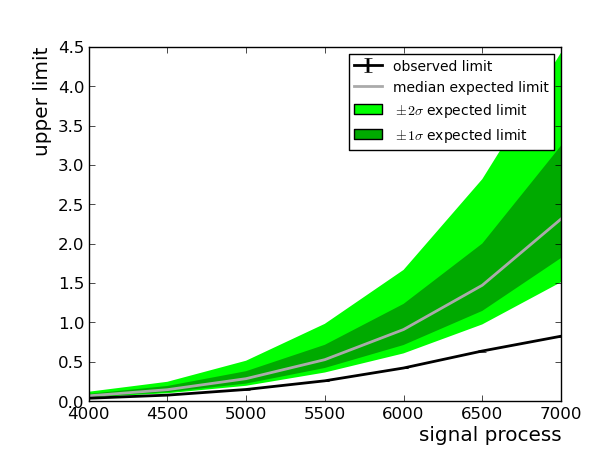 upper limit
4.5
4.0
3.5
3.0
2.5
2.0
1.5
1.0
0.5
0.0
observed limit
median expected limit
±2σ expected limit
±1σ expected limit
4000 4500 5000 5500 6000 6500 7000
signal process